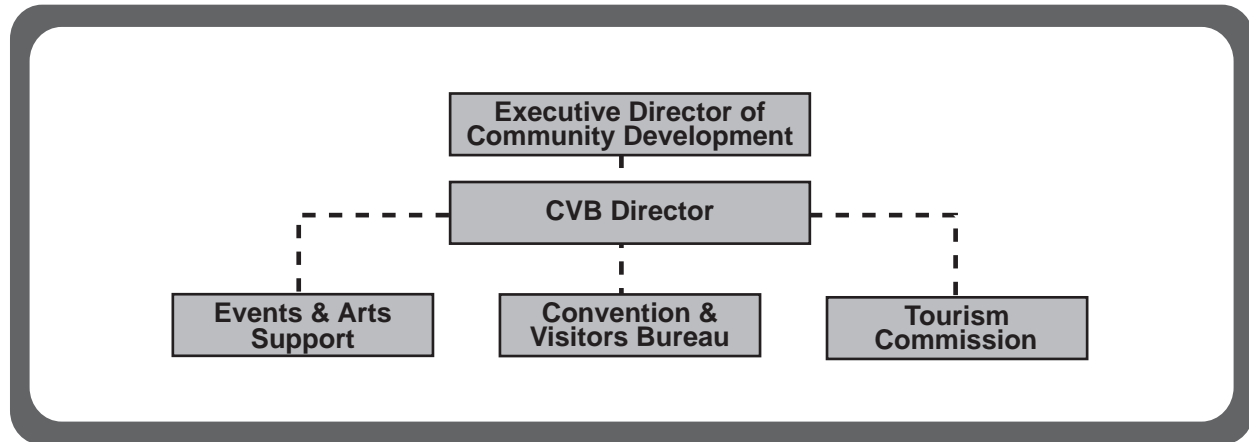 Executive Director of
Community Development
CVB Director
Events & Arts
Support
Convention &
Visitors Bureau
Tourism
Commission